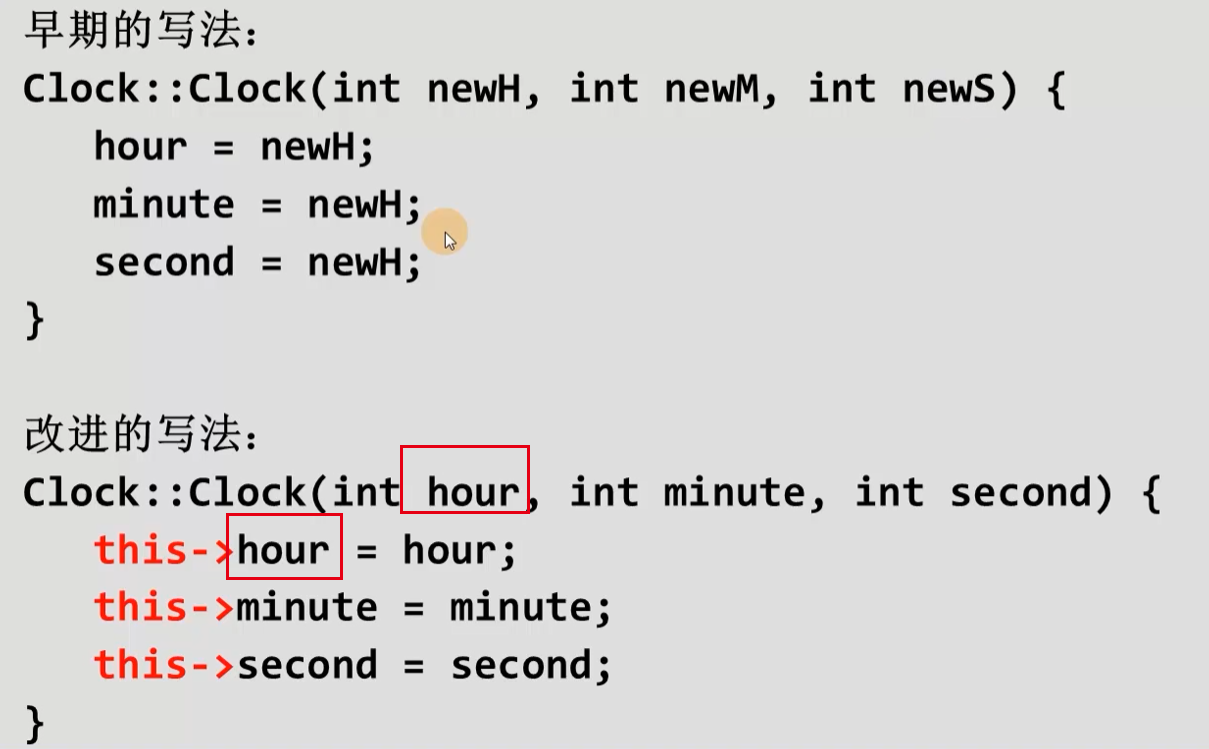 早期的写法：
Clock::Clock(int newH, int newM, int newS) {
hour = newH;
minute = newH;
second = newH;
}
改进的写法：
Clock::Clock(int hour, int minute, int second) {
this->hour = hour;
this->minute = minute;
this->second = second;
}